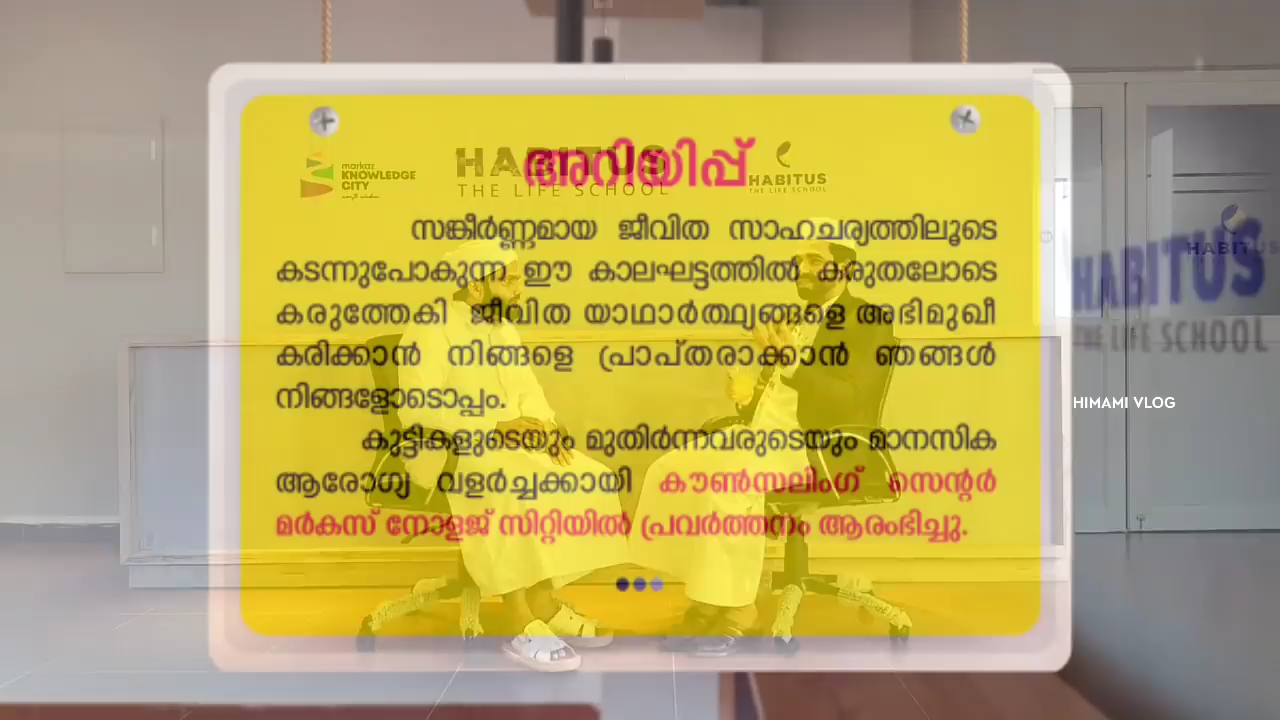 അറിയിപ്പ്
markaz
KNOWLEDGE
CITY
HABITUS
THE LIFE SCHOOL
HABITUS
THE LIFE SCHOOL
സങ്കീർണ്ണമായ ജീവിത സാഹചര്യത്തിലൂടെ
കടന്നുപോകുന്ന ഈ കാലഘട്ടത്തിൽ കരുതലോടെ
കരുത്തേകി ജീവിത യാഥാർത്ഥ്യങ്ങളെ അഭിമുഖീ
കരിക്കാൻ നിങ്ങളെ പ്രാപ്തരാക്കാൻ ഞങ്ങൾ
നിങ്ങളോടൊപ്പം.
കുട്ടികളുടെയും മുതിർന്നവരുടെയും മാനസിക
ആരോഗ്യ വളർച്ചക്കായി കൗൺസലിംഗ് സെന്റർ
മർകസ് നോളജ് സിറ്റിയിൽ പ്രവർത്തനം ആരംഭിച്ചു.
HABITUS
HABITUS
THE LIFE SCHOOL
HIMAMI VLOG